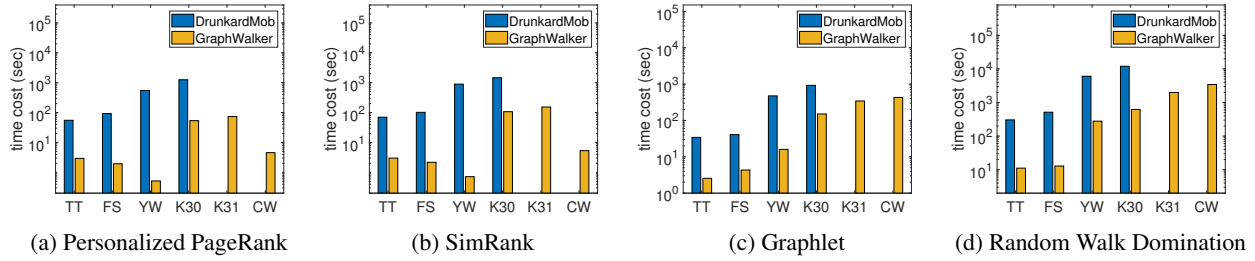 10^5
10^4
10^3
10^2
10^1
time cost (sec)
DrunkardMob
GraphWalker
TT FS YW K30 K31 CW
(a) Personalized PageRank
10^5
10^4
10^3
10^2
10^1
time cost (sec)
DrunkardMob
GraphWalker
TT FS YW K30 K31 CW
(b) SimRank
10^5
10^4
10^3
10^2
10^1
10^0
time cost (sec)
DrunkardMob
GraphWalker
TT FS YW K30 K31 CW
(c) Graphlet
10^5
10^4
10^3
10^2
10^1
time cost (sec)
DrunkardMob
GraphWalker
TT FS YW K30 K31 CW
(d) Random Walk Domination